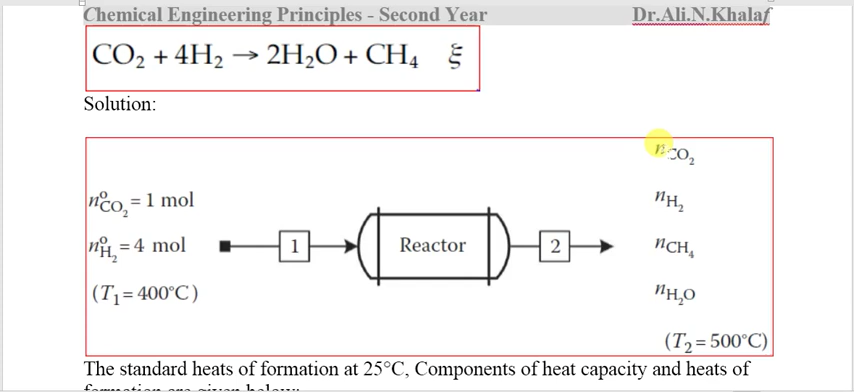 Chemical Engineering Principles - Second Year Dr.Ali.N.Khalaf
CO₂ + 4H₂ → 2H₂O + CH₄ ξ
Solution:
n°CO₂ = 1 mol
n°H₂ = 4 mol
(T₁ = 400°C)
1
Reactor
2
nCO₂
nH₂
nCH₄
nH₂O
(T₂ = 500°C)
The standard heats of formation at 25°C, Components of heat capacity and heats of